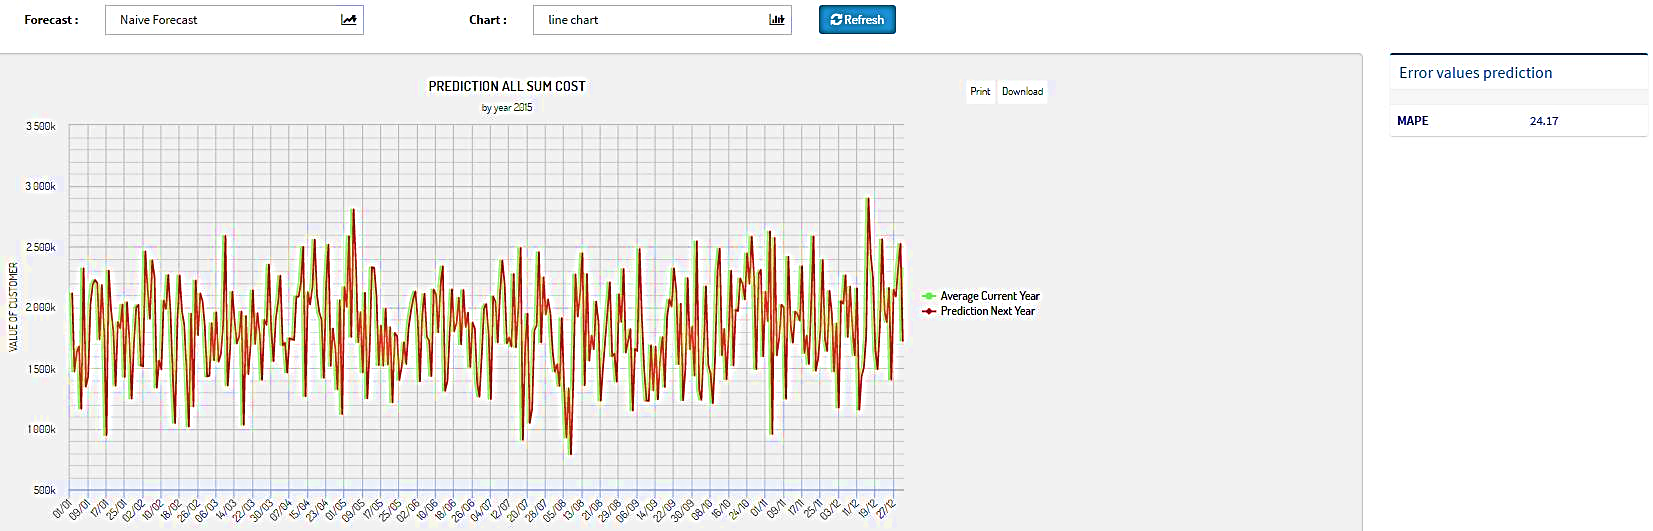 Forecast : Naive Forecast Chart : line chart Refresh
PREDICTION ALL SUM COST
by year 2015
Print Download
Error values prediction
MAPE 24.17
VALUE OF CUSTOMER
3 500k
3 000k
2 500k
2 000k
1 500k
1 000k
500k
Average Current Year
Prediction Next Year
01/01 09/01 17/01 25/01 02/02 10/02 18/02 26/02 06/03 14/03 22/03 30/03 07/04 15/04 23/04 01/05 09/05 17/05 25/05 02/06 10/06 18/06 26/06 04/07 12/07 20/07 28/07 05/08 13/08 21/08 29/08 06/09 14/09 22/09 30/09 08/10 16/10 24/10 01/11 09/11 17/11 25/11 03/12 11/12 19/12 27/12